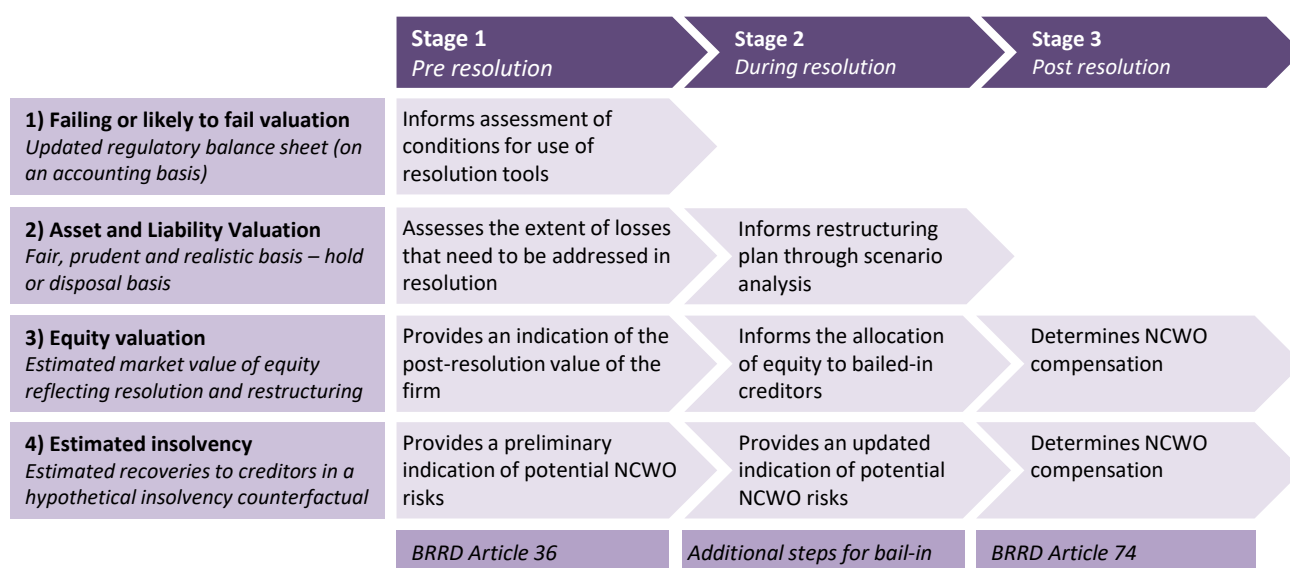 Stage 1
Pre resolution
Stage 2
During resolution
Stage 3
Post resolution
1) Failing or likely to fail valuation
Updated regulatory balance sheet (on
an accounting basis)
Informs assessment of
conditions for use of
resolution tools
2) Asset and Liability Valuation
Fair, prudent and realistic basis – hold
or disposal basis
Assesses the extent of losses
that need to be addressed in
resolution
Informs restructuring
plan through scenario
analysis
3) Equity valuation
Estimated market value of equity
reflecting resolution and restructuring
Provides an indication of the
post-resolution value of the
firm
Informs the allocation
of equity to bailed-in
creditors
Determines NCWO
compensation
4) Estimated insolvency
Estimated recoveries to creditors in a
hypothetical insolvency counterfactual
Provides a preliminary
indication of potential NCWO
risks
Provides an updated
indication of potential
NCWO risks
Determines NCWO
compensation
BRRD Article 36
Additional steps for bail-in
BRRD Article 74